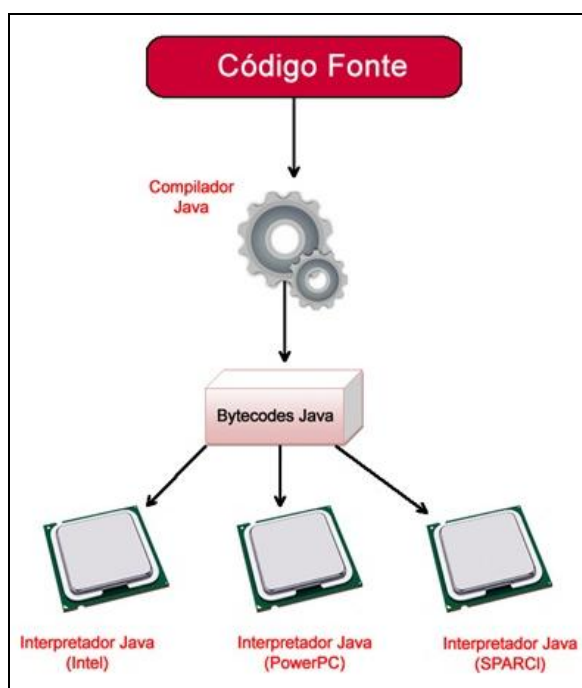 Código Fonte
Compilador
Java
Bytecodes Java
Interpretador Java
(Intel)
Interpretador Java
(PowerPC)
Interpretador Java
(SPARCI)